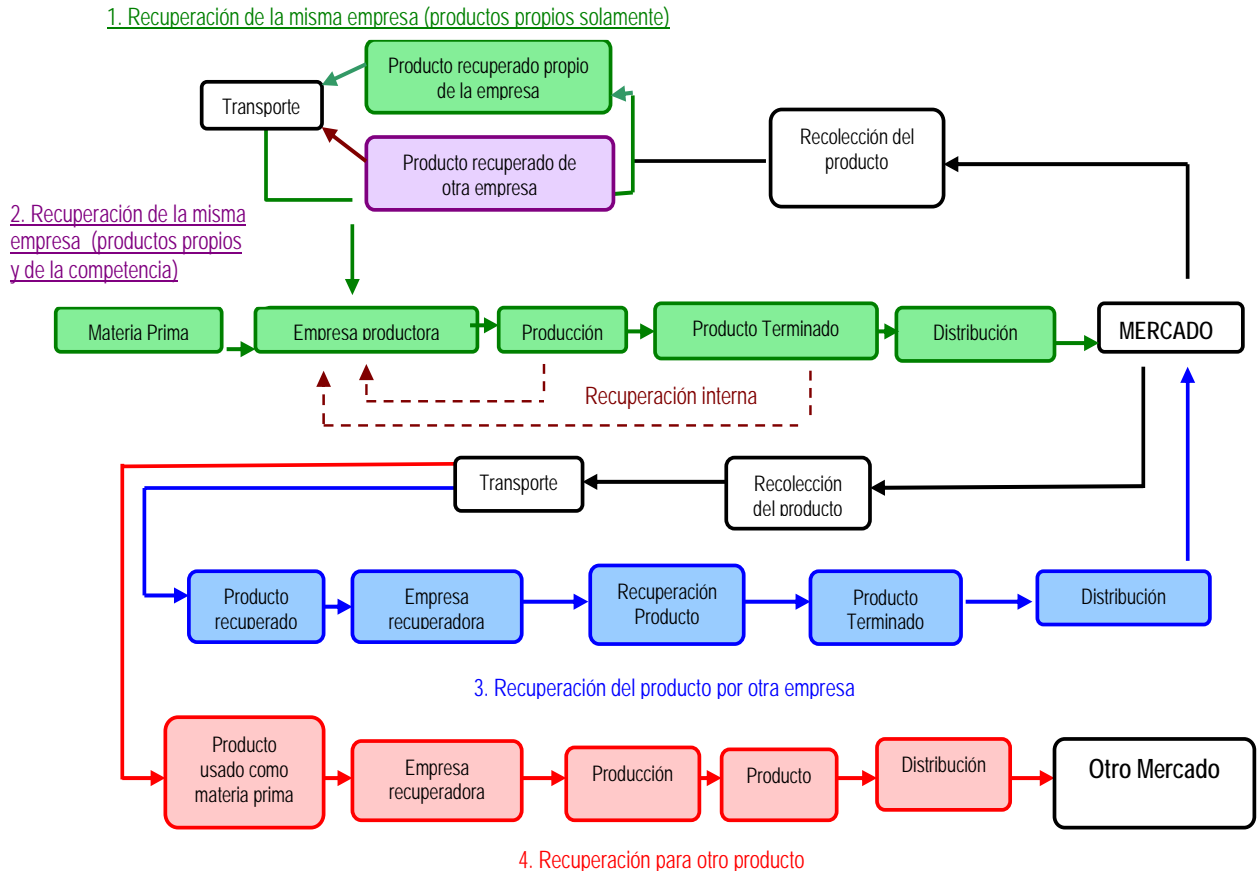 1. Recuperación de la misma empresa (productos propios solamente)
Producto recuperado propio
de la empresa
Transporte
Producto recuperado de
otra empresa
Recolección del
producto
2. Recuperación de la misma
empresa (productos propios
y de la competencia)
Materia Prima
Empresa productora
Producción
Producto Terminado
Distribución
MERCADO
Recuperación interna
Transporte
Recolección
del producto
Producto
recuperado
Empresa
recuperadora
Recuperación
Producto
Producto
Terminado
Distribución
3. Recuperación del producto por otra empresa
Producto
usado como
materia prima
Empresa
recuperadora
Producción
Producto
Distribución
Otro Mercado
4. Recuperación para otro producto